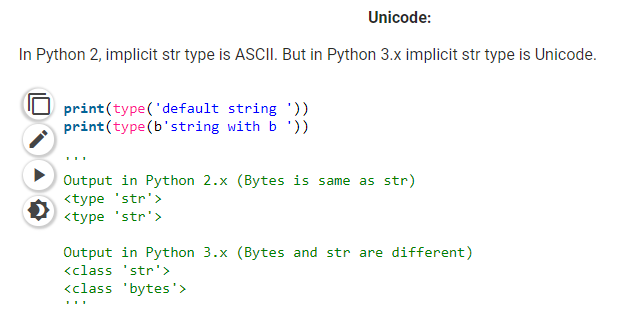 Unicode:
In Python 2, implicit str type is ASCII. But in Python 3.x implicit str type is Unicode.
print(type('default string '))
print(type(b'string with b '))
'''
Output in Python 2.x (Bytes is same as str)
<type 'str'>
<type 'str'>
Output in Python 3.x (Bytes and str are different)
<class 'str'>
<class 'bytes'>
'''